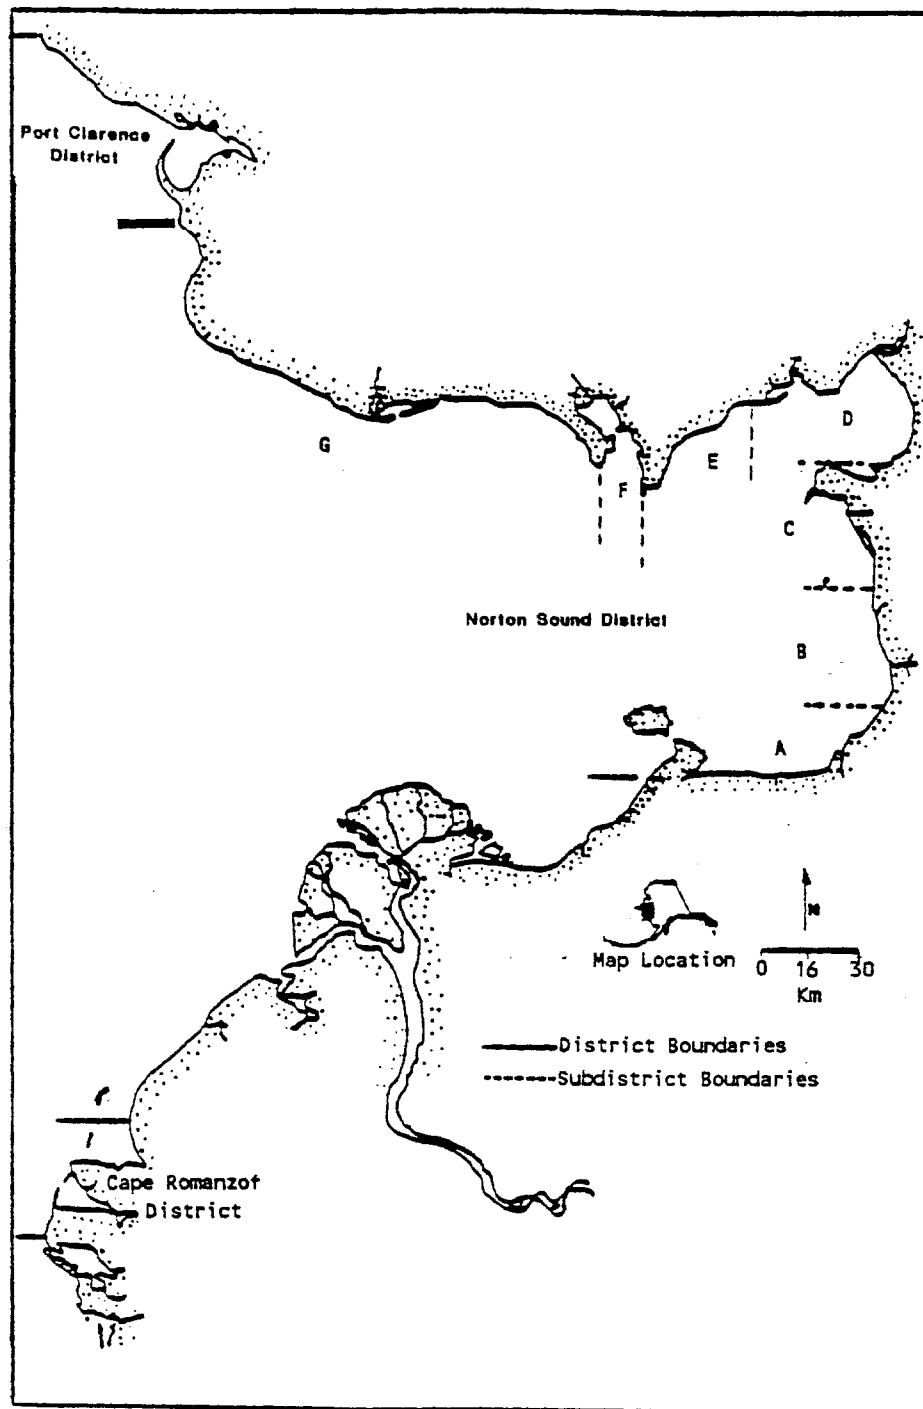 Port Clarence
District
G
F
E
D
C
Norton Sound District
B
A
N
Map Location
0 16 30
Km
District Boundaries
Subdistrict Boundaries
Cape Romanzof
District